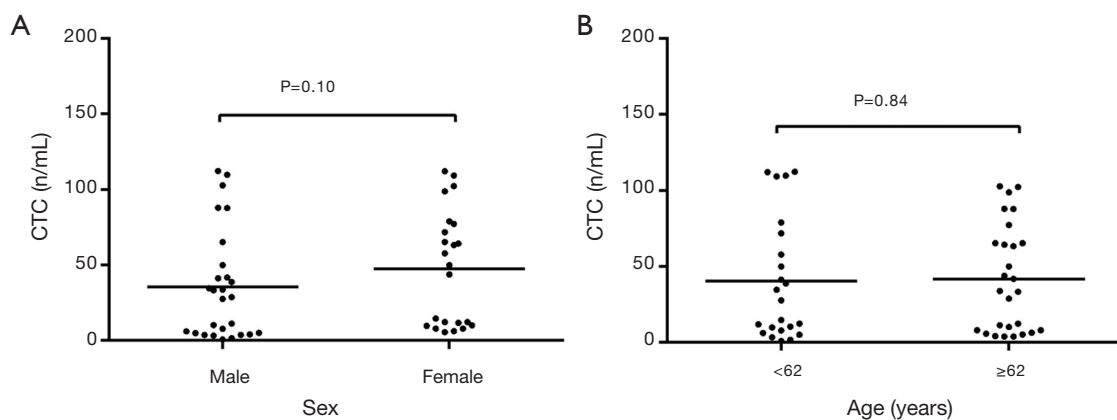 A
200
150
100
50
0
CTC (n/mL)
P=0.10
Male
Female
Sex
B
200
150
100
50
0
CTC (n/mL)
P=0.84
<62
≥62
Age (years)